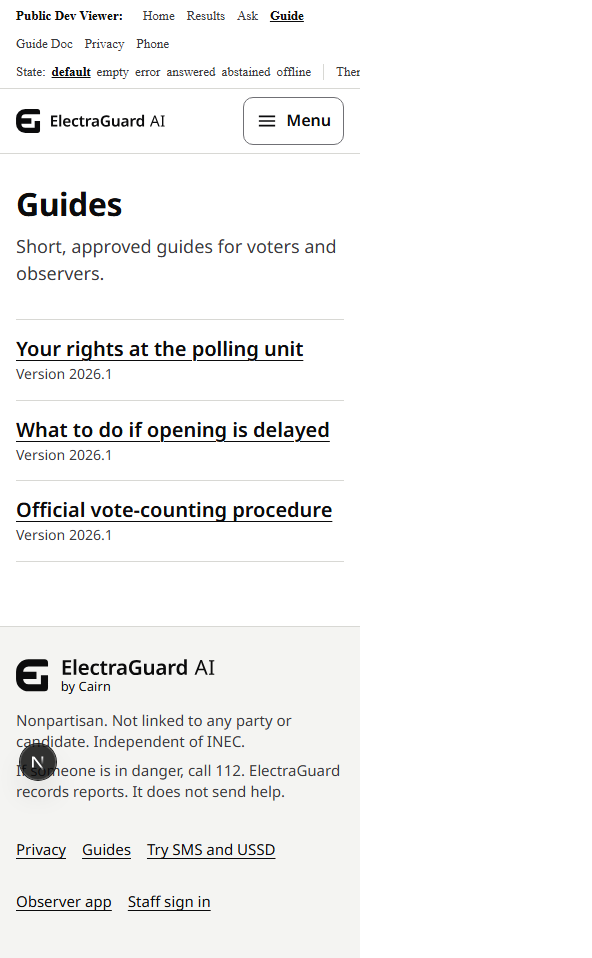 Public Dev Viewer: Home Results Ask Guide
Guide Doc Privacy Phone
State: default empty error answered abstained offline
ElectraGuard AI
Menu
Guides
Short, approved guides for voters and
observers.
Your rights at the polling unit
Version 2026.1
What to do if opening is delayed
Version 2026.1
Official vote-counting procedure
Version 2026.1
ElectraGuard AI
by Cairn
Nonpartisan. Not linked to any party or
candidate. Independent of INEC.
N
If someone is in danger, call 112. ElectraGuard
records reports. It does not send help.
Privacy Guides Try SMS and USSD
Observer app Staff sign in